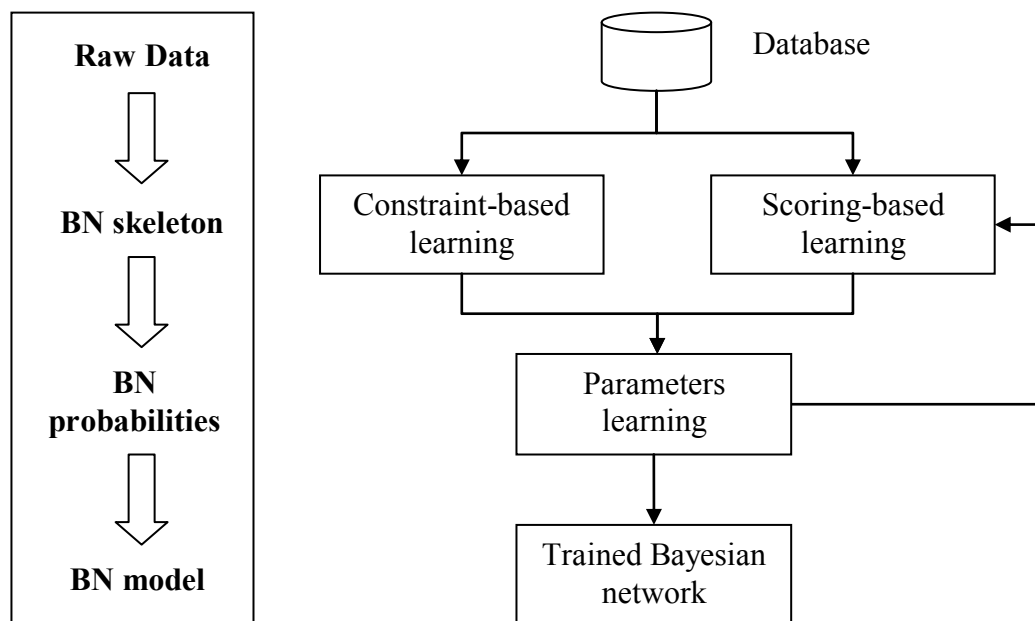 Raw Data
BN skeleton
BN
probabilities
BN model
Database
Constraint-based
learning
Scoring-based
learning
Parameters
learning
Trained Bayesian
network